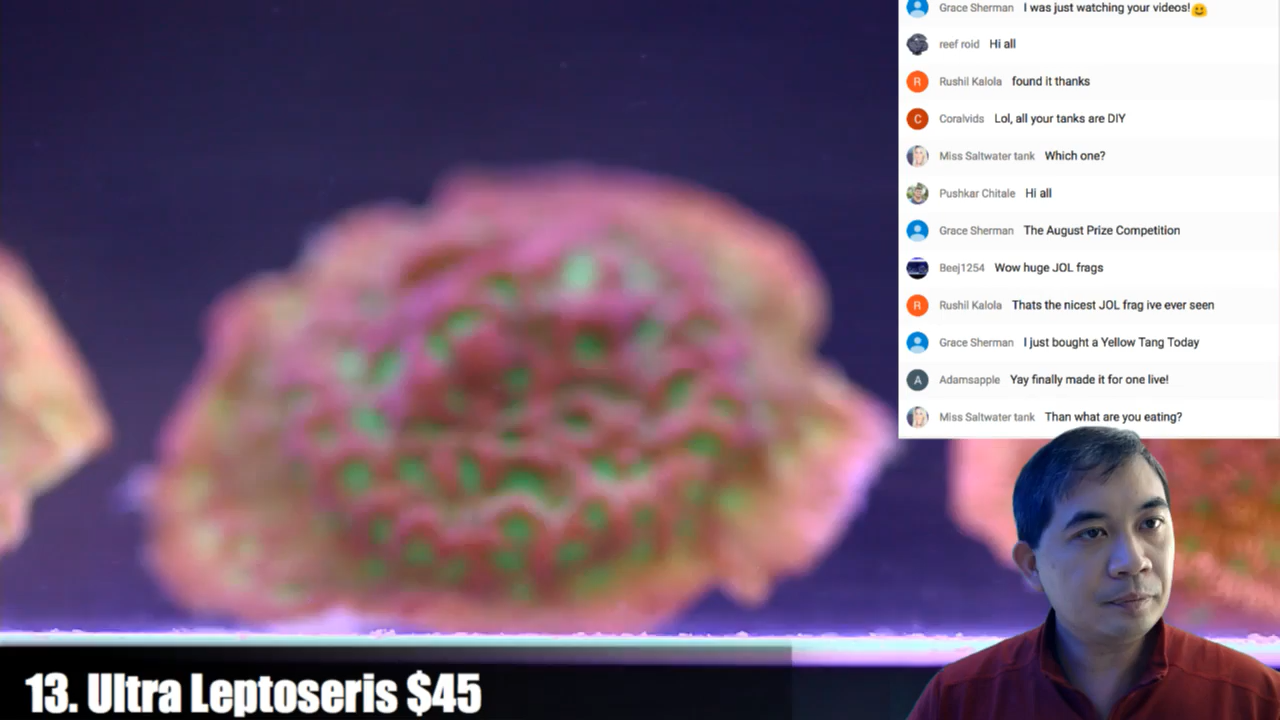 Grace Sherman I was just watching your videos!😊
reef roid Hi all
R Rushil Kalola found it thanks
C Coralvids Lol, all your tanks are DIY
Miss Saltwater tank Which one?
Pushkar Chitale Hi all
Grace Sherman The August Prize Competition
Beej1254 Wow huge JOL frags
R Rushil Kalola Thats the nicest JOL frag ive ever seen
Grace Sherman I just bought a Yellow Tang Today
A Adamsapple Yay finally made it for one live!
Miss Saltwater tank Than what are you eating?
13. Ultra Leptoseris $45